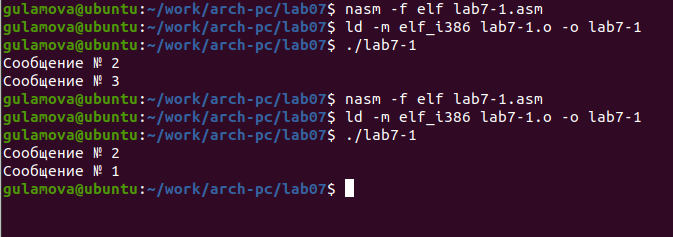 gulamova@ubuntu:~/work/arch-pc/lab07$ nasm -f elf lab7-1.asm
gulamova@ubuntu:~/work/arch-pc/lab07$ ld -m elf_i386 lab7-1.o -o lab7-1
gulamova@ubuntu:~/work/arch-pc/lab07$ ./lab7-1
Сообщение № 2
Сообщение № 3
gulamova@ubuntu:~/work/arch-pc/lab07$ nasm -f elf lab7-1.asm
gulamova@ubuntu:~/work/arch-pc/lab07$ ld -m elf_i386 lab7-1.o -o lab7-1
gulamova@ubuntu:~/work/arch-pc/lab07$ ./lab7-1
Сообщение № 2
Сообщение № 1
gulamova@ubuntu:~/work/arch-pc/lab07$